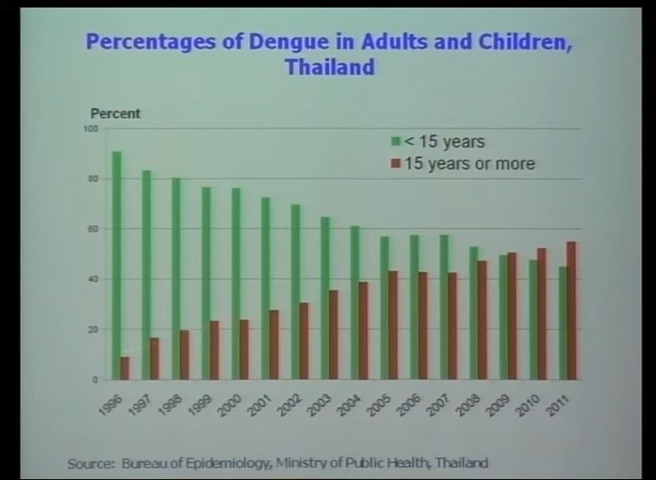 Percentages of Dengue in Adults and Children,
Thailand
Percent
100
80
60
40
20
0
< 15 years
15 years or more
1996 1997 1998 1999 2000 2001 2002 2003 2004 2005 2006 2007 2008 2009 2010 2011
Source: Bureau of Epidemiology, Ministry of Public Health, Thailand